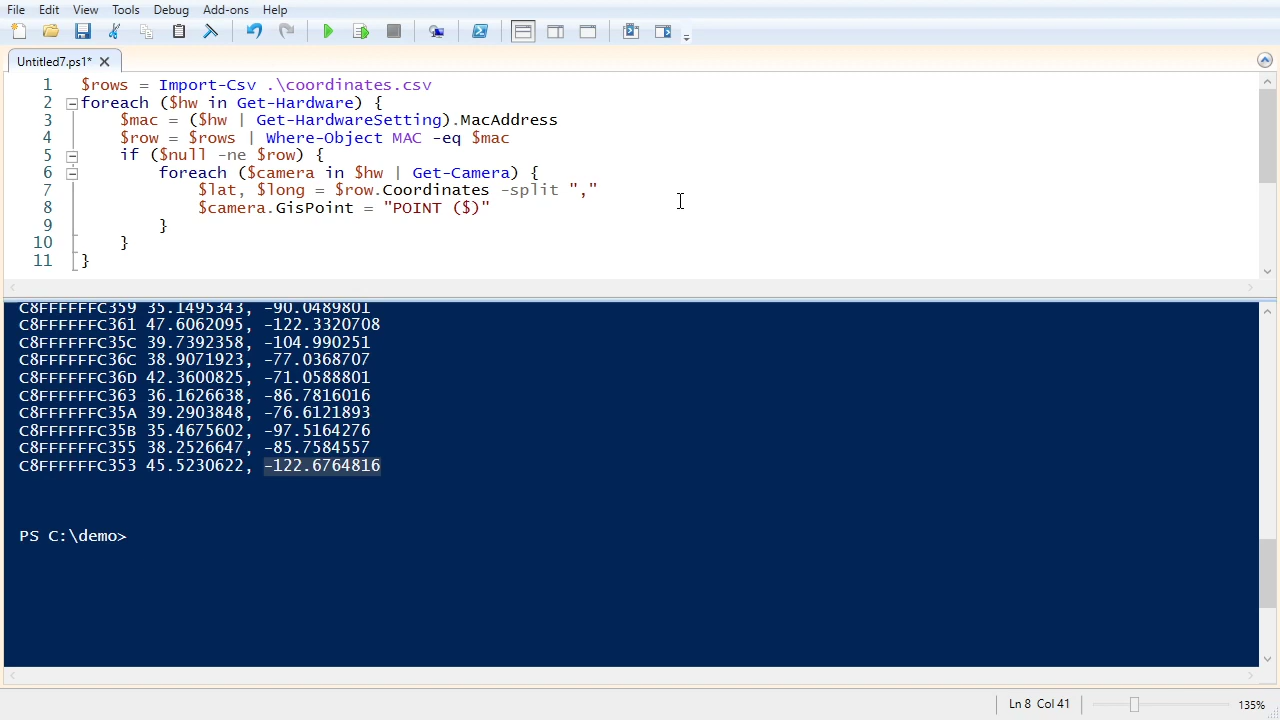 File Edit View Tools Debug Add-ons Help
Untitled7.ps1*
1 $rows = Import-Csv .\coordinates.csv
2 foreach ($hw in Get-Hardware) {
3 $mac = ($hw | Get-HardwareSetting).MacAddress
4 $row = $rows | Where-Object MAC -eq $mac
5 if ($null -ne $row) {
6 foreach ($camera in $hw | Get-Camera) {
7 $lat, $long = $row.Coordinates -split ","
8 $camera.GisPoint = "POINT ($)"
9 }
10 }
11 }
C8FFFFFFC359 35.1495343, -90.0489801
C8FFFFFFC361 47.6062095, -122.3320708
C8FFFFFFC35C 39.7392358, -104.990251
C8FFFFFFC36C 38.9071923, -77.0368707
C8FFFFFFC36D 42.3600825, -71.0588801
C8FFFFFFC363 36.1626638, -86.7816016
C8FFFFFFC35A 39.2903848, -76.6121893
C8FFFFFFC35B 35.4675602, -97.5164276
C8FFFFFFC355 38.2526647, -85.7584557
C8FFFFFFC353 45.5230622, -122.6764816
PS C:\demo>
Ln 8 Col 41 135%